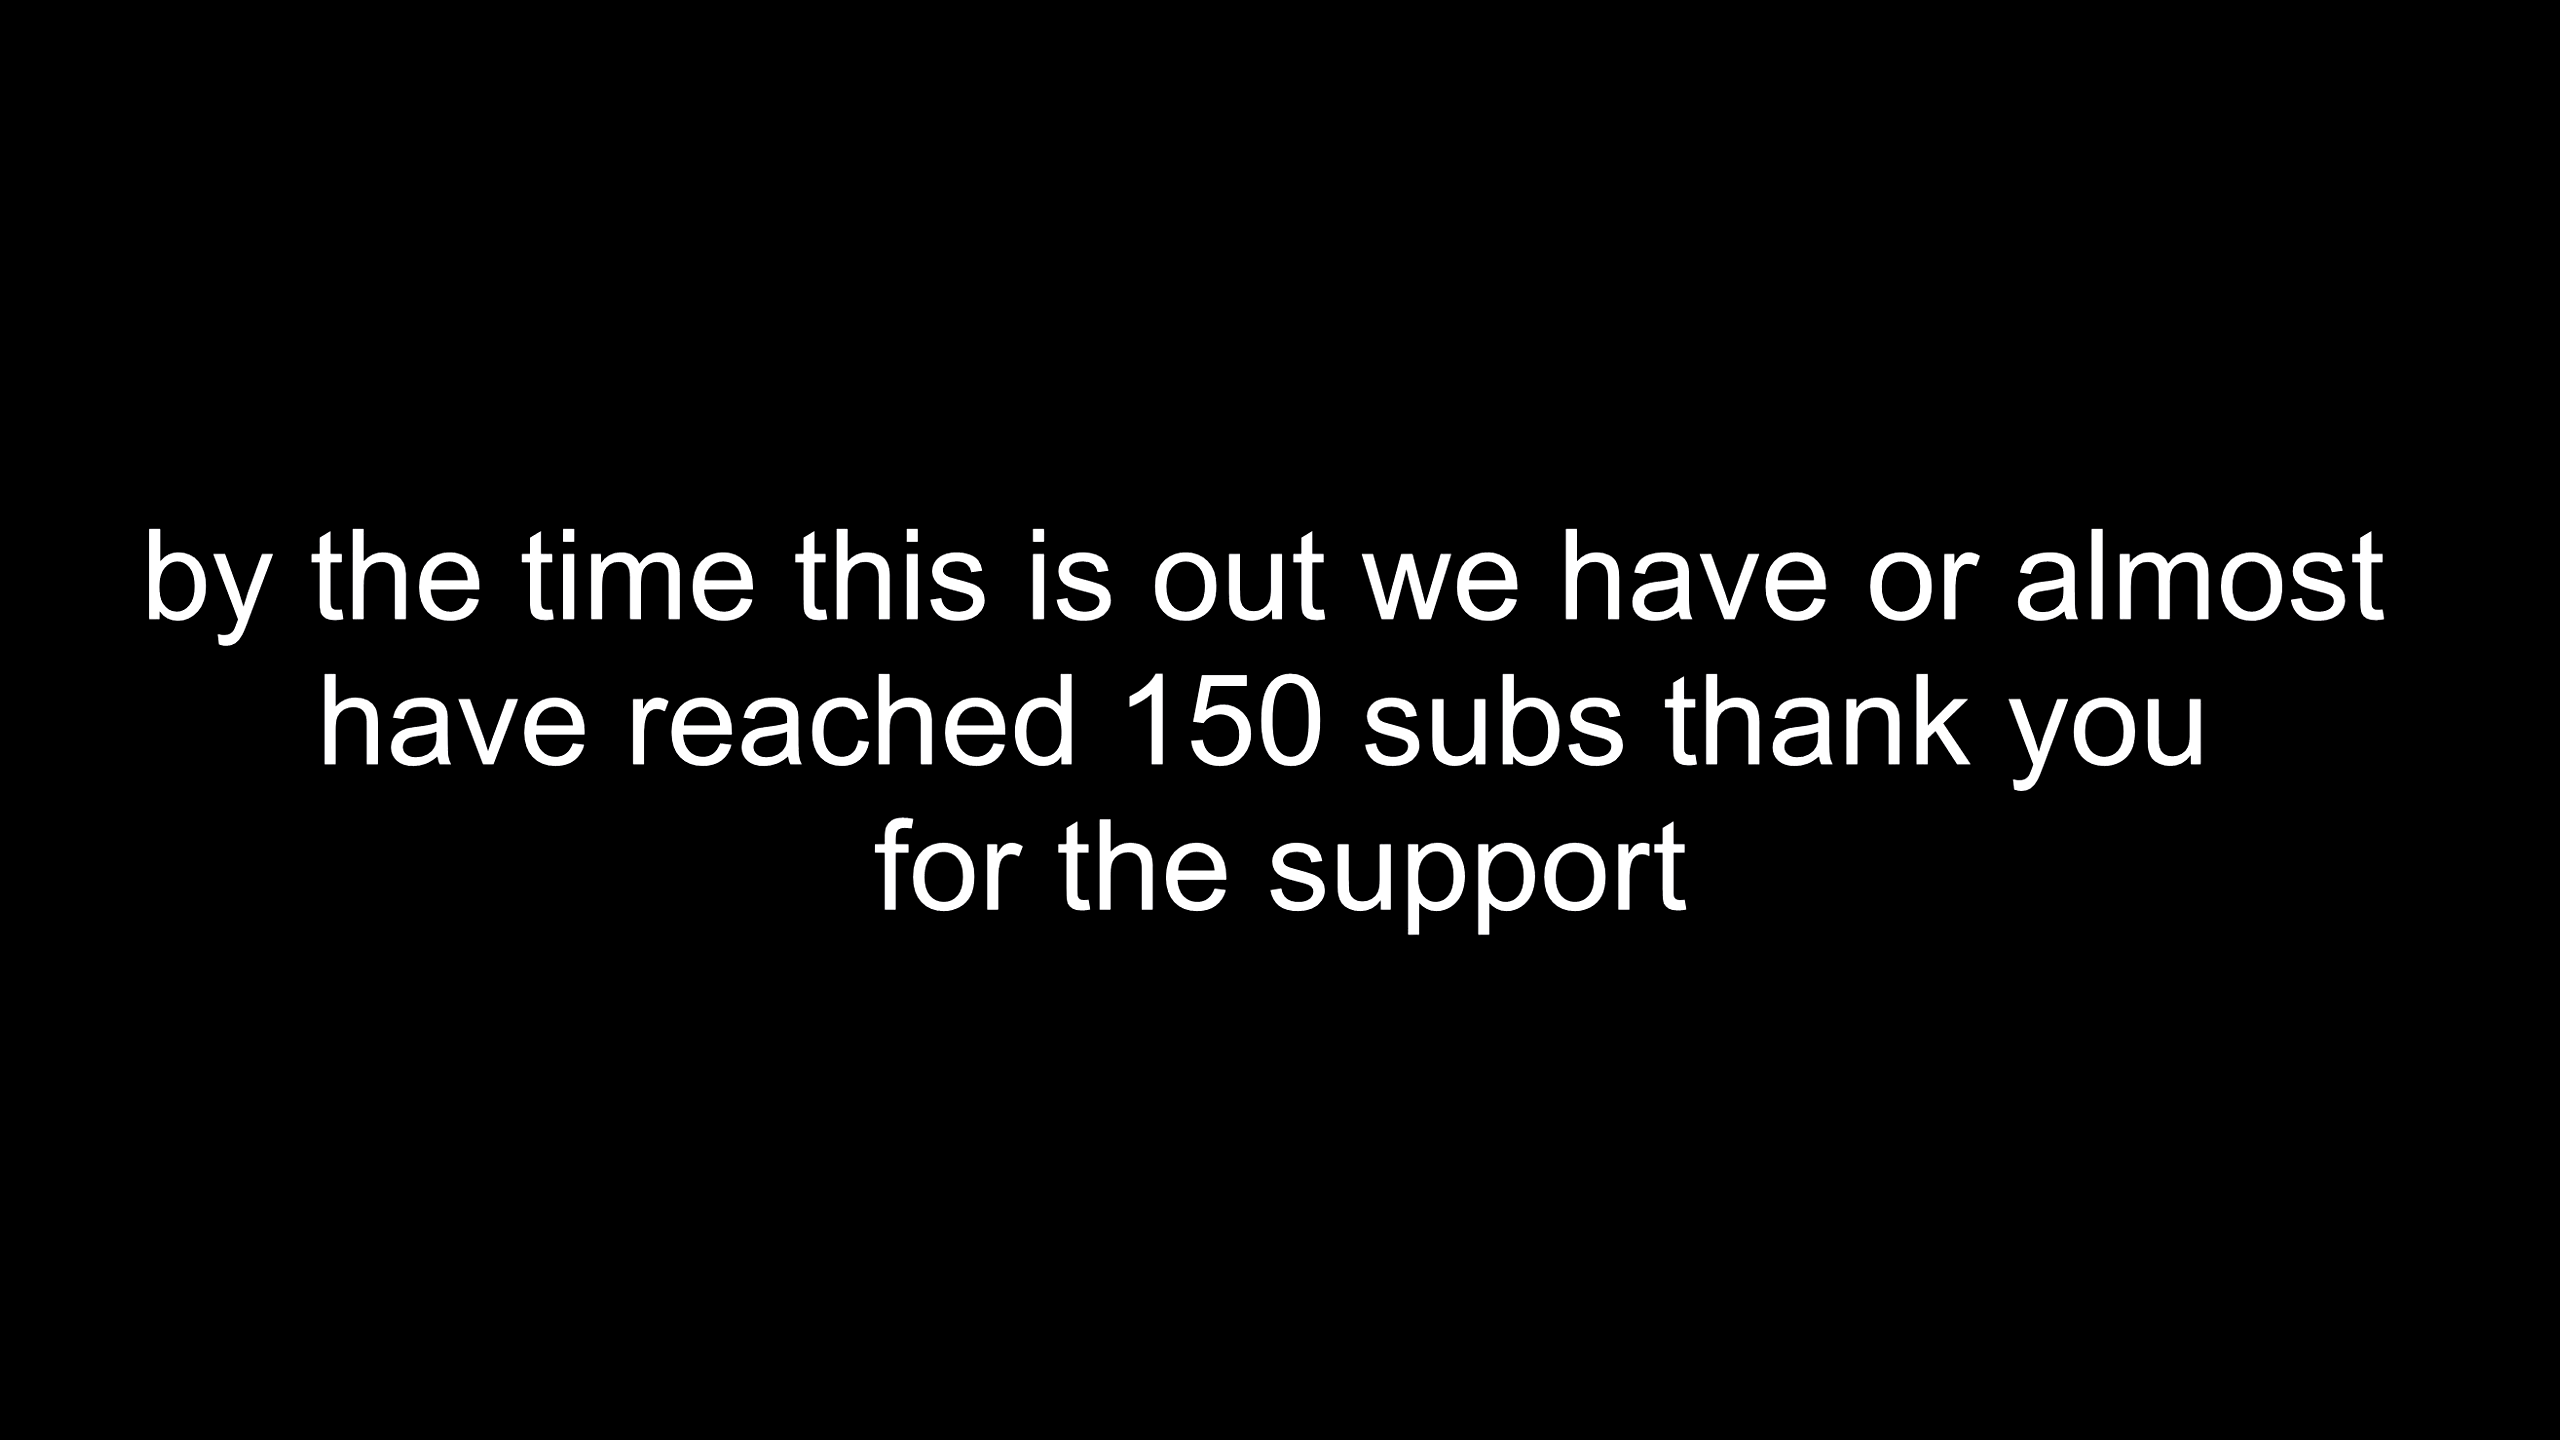 by the time this is out we have or almost
have reached 150 subs thank you
for the support